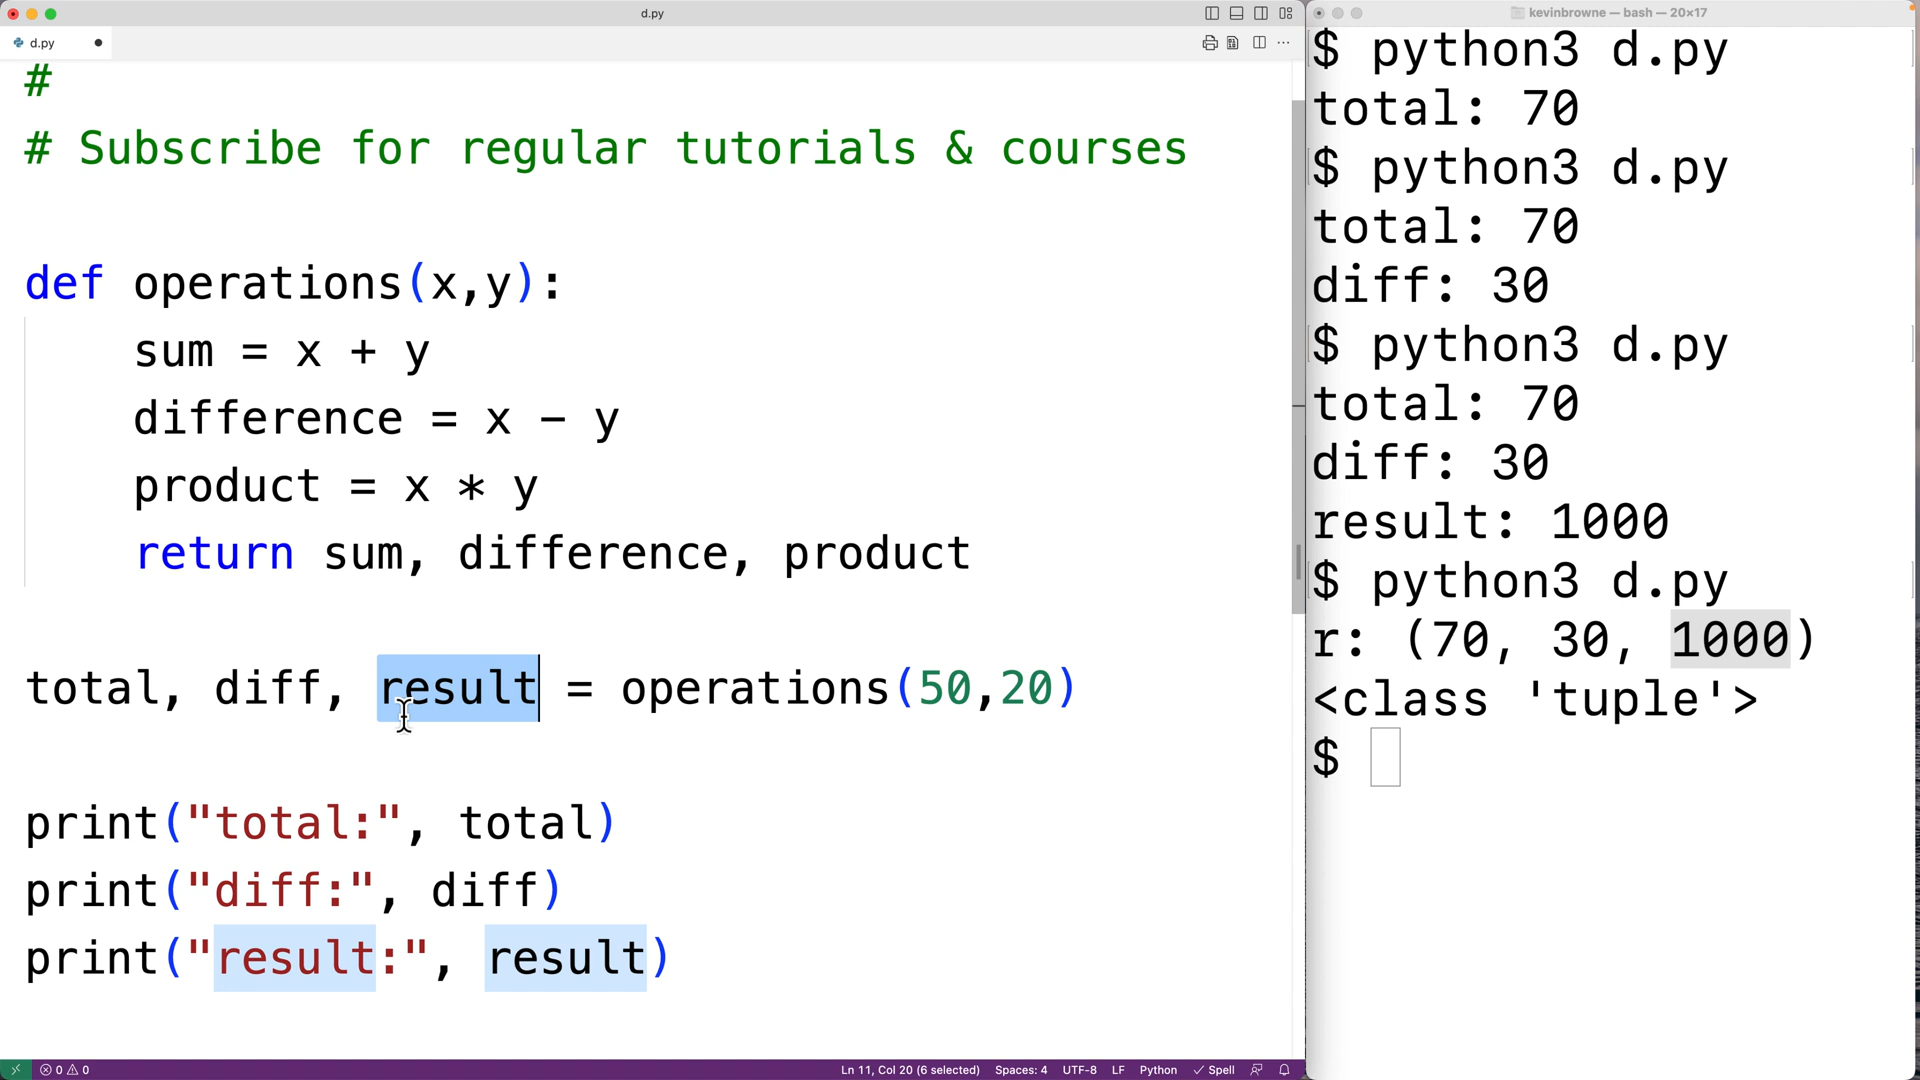 d.py
d.py
#
# Subscribe for regular tutorials & courses
def operations(x,y):
sum = x + y
difference = x - y
product = x * y
return sum, difference, product
total, diff, result = operations(50,20)
print("total:", total)
print("diff:", diff)
print("result:", result)
0 0
Ln 11, Col 20 (6 selected) Spaces: 4 UTF-8 LF Python Spell
kevinbrowne — bash — 20×17
$ python3 d.py
total: 70
$ python3 d.py
total: 70
diff: 30
$ python3 d.py
total: 70
diff: 30
result: 1000
$ python3 d.py
r: (70, 30, 1000)
<class 'tuple'>
$